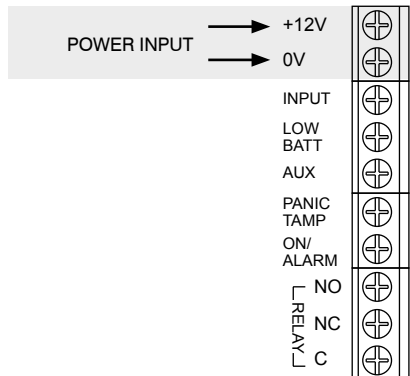 POWER INPUT
+12V
0V
INPUT
LOW
BATT
AUX
PANIC
TAMP
ON/
ALARM
RELAY
NO
NC
C